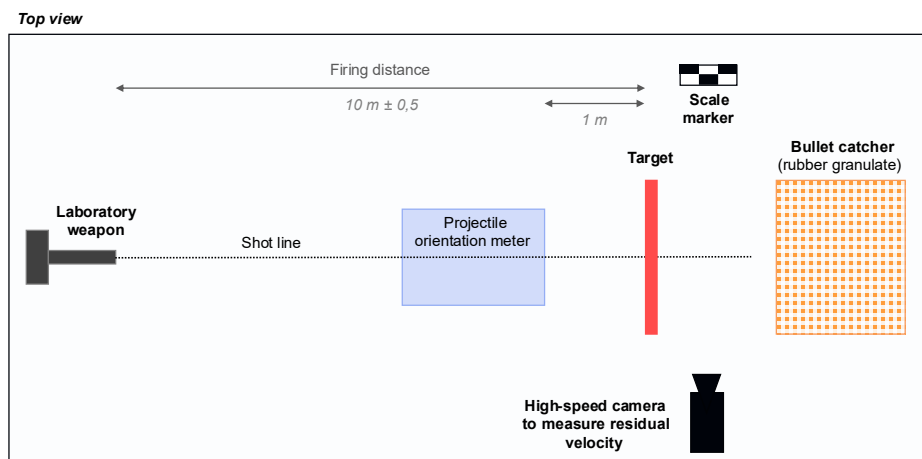 Top view
Firing distance
10 m ± 0,5
1 m
Scale
marker
Bullet catcher
(rubber granulate)
Target
Laboratory
weapon
Shot line
Projectile
orientation meter
High-speed camera
to measure residual
velocity